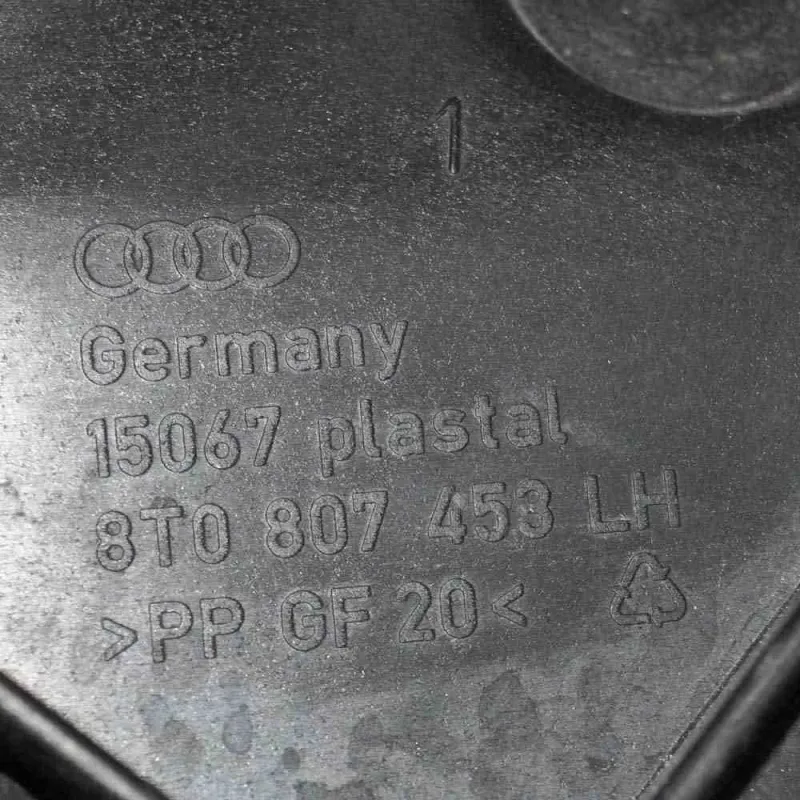 1
Germany
15067 plastal
8T0 807 453 LH
>PP GF 20<